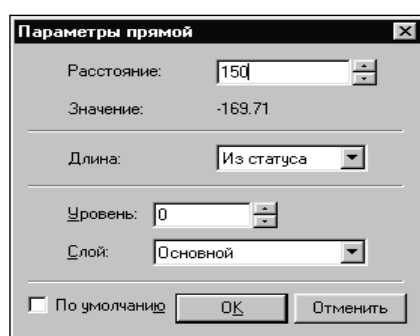 Параметры прямой
Расстояние: 150
Значение: -169.71
Длина: Из статуса
Уровень: 0
Слой: Основной
По умолчанию OK Отменить